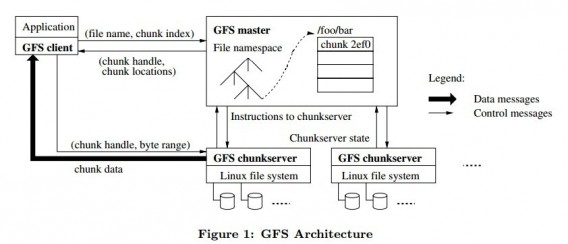 Application
GFS client
(file name, chunk index)
(chunk handle,
chunk locations)
GFS master
File namespace
/foo/bar
chunk 2ef0
Legend:
Data messages
Control messages
Instructions to chunkserver
Chunkserver state
(chunk handle, byte range)
chunk data
GFS chunkserver
Linux file system
GFS chunkserver
Linux file system
Figure 1: GFS Architecture